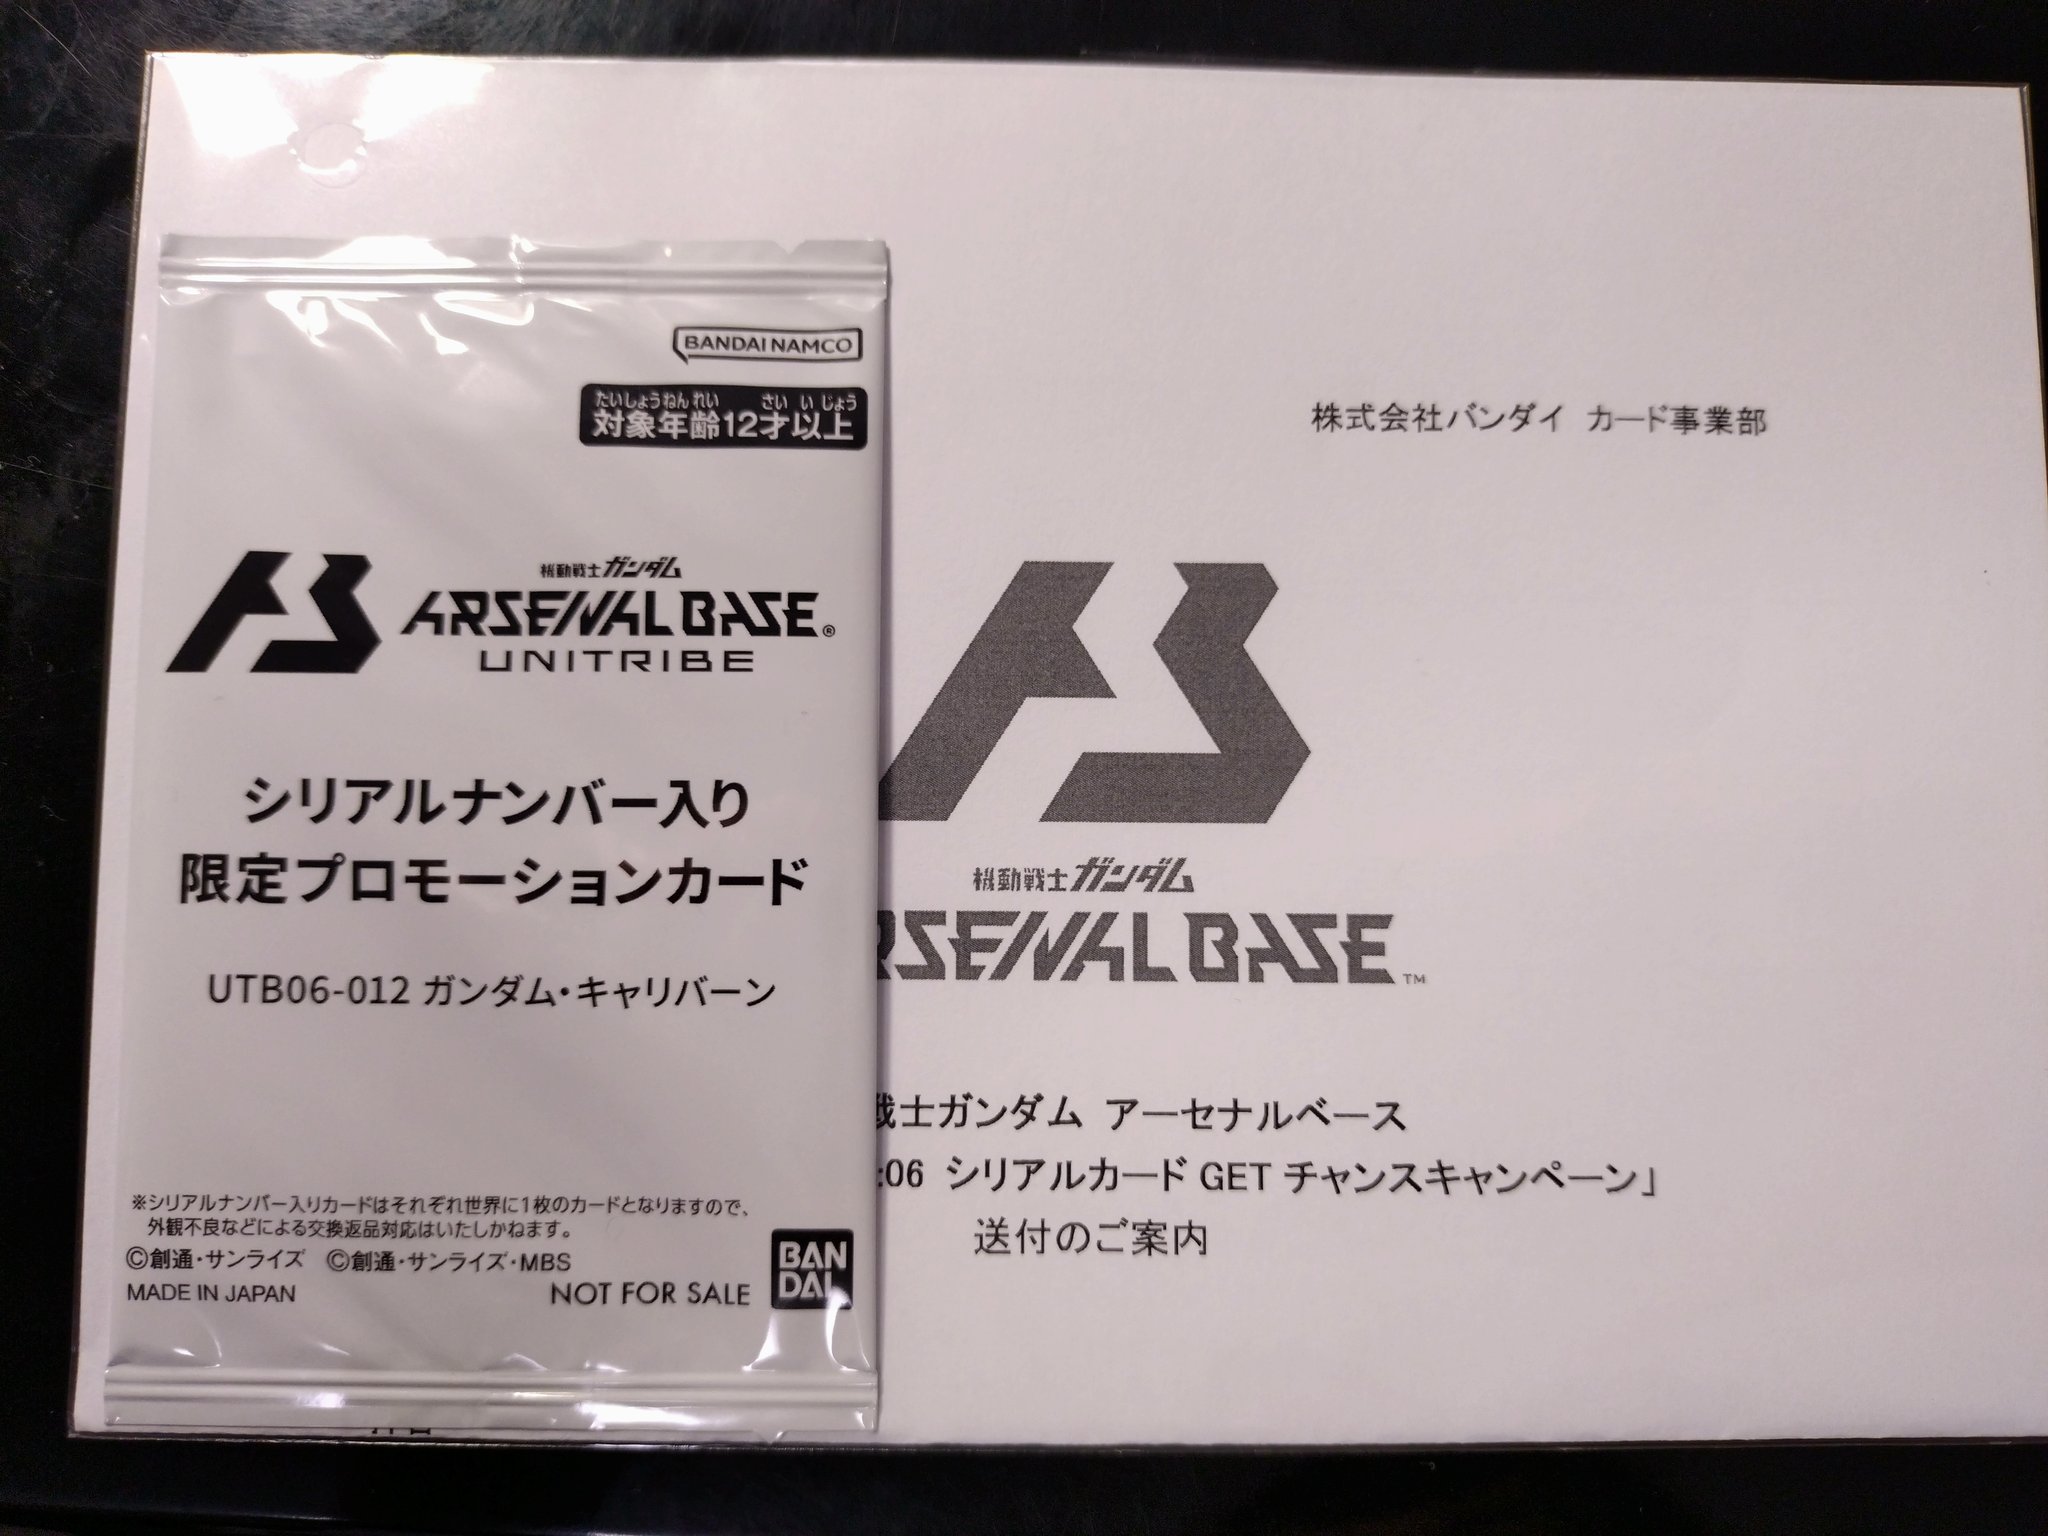 BANDAI NAMCO
たいしょうねんれい さい いじょう
対象年齢12才以上
機動戦士ガンダム
ARSENAL BASE®
UNITRIBE
シリアルナンバー入り
限定プロモーションカード
UTB06-012 ガンダム・キャリバーン
※シリアルナンバー入りカードはそれぞれ世界に1枚のカードとなりますので、
外観不良などによる交換返品対応はいたしかねます。
©創通・サンライズ ©創通・サンライズ・MBS
MADE IN JAPAN
NOT FOR SALE
BANDAI
株式会社バンダイ カード事業部
機動戦士ガンダム
RSENAL BASE™
戦士ガンダム アーセナルベース
:06 シリアルカード GET チャンスキャンペーン」
送付のご案内